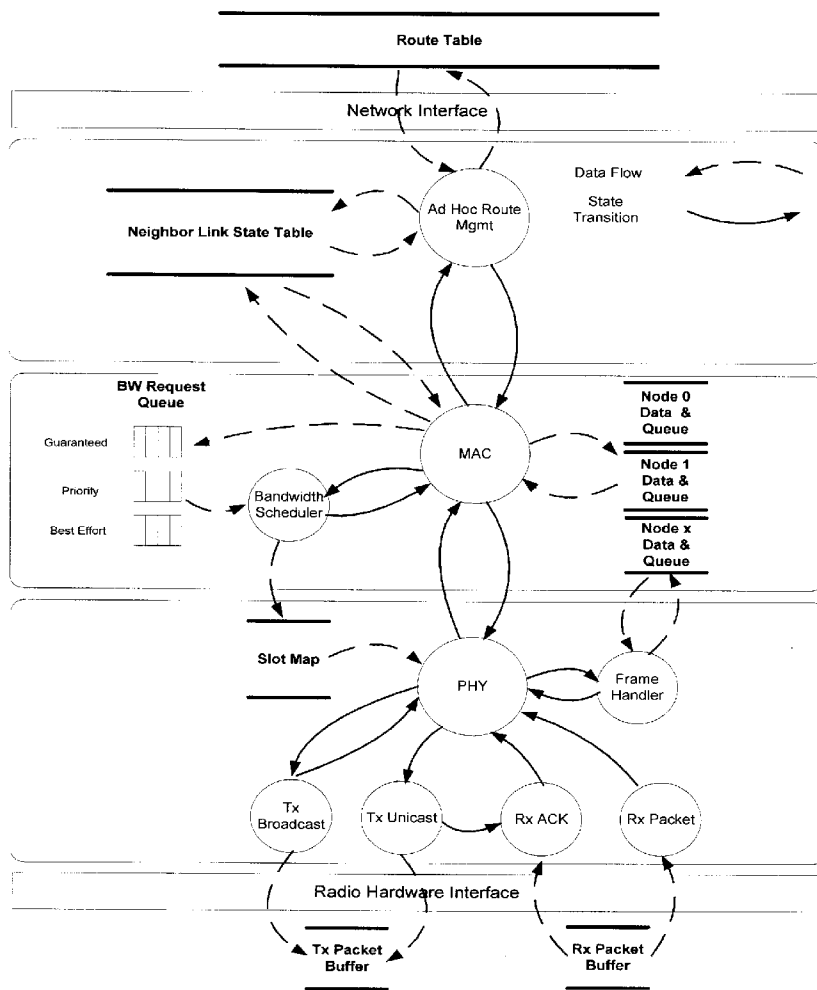 Route Table
Network Interface
Ad Hoc Route
Mgmt
Data Flow
State
Transition
Neighbor Link State Table
BW Request
Queue
Guaranteed
Priority
Best Effort
Bandwidth
Scheduler
MAC
Node 0
Data &
Queue
Node 1
Data &
Queue
Node x
Data &
Queue
Slot Map
PHY
Frame
Handler
Tx
Broadcast
Tx Unicast
Rx ACK
Rx Packet
Radio Hardware Interface
Tx Packet
Buffer
Rx Packet
Buffer